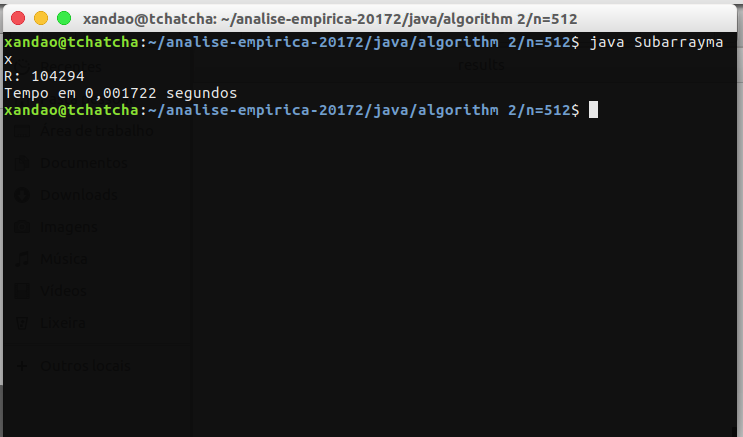 xandao@tchatcha: ~/analise-empirica-20172/java/algorithm 2/n=512
xandao@tchatcha:~/analise-empirica-20172/java/algorithm 2/n=512$ java Subarrayma
x
R: 104294
Tempo em 0,001722 segundos
xandao@tchatcha:~/analise-empirica-20172/java/algorithm 2/n=512$
results
Recentes
Área de trabalho
Documentos
Downloads
Imagens
Música
Vídeos
Lixeira
Outros locais